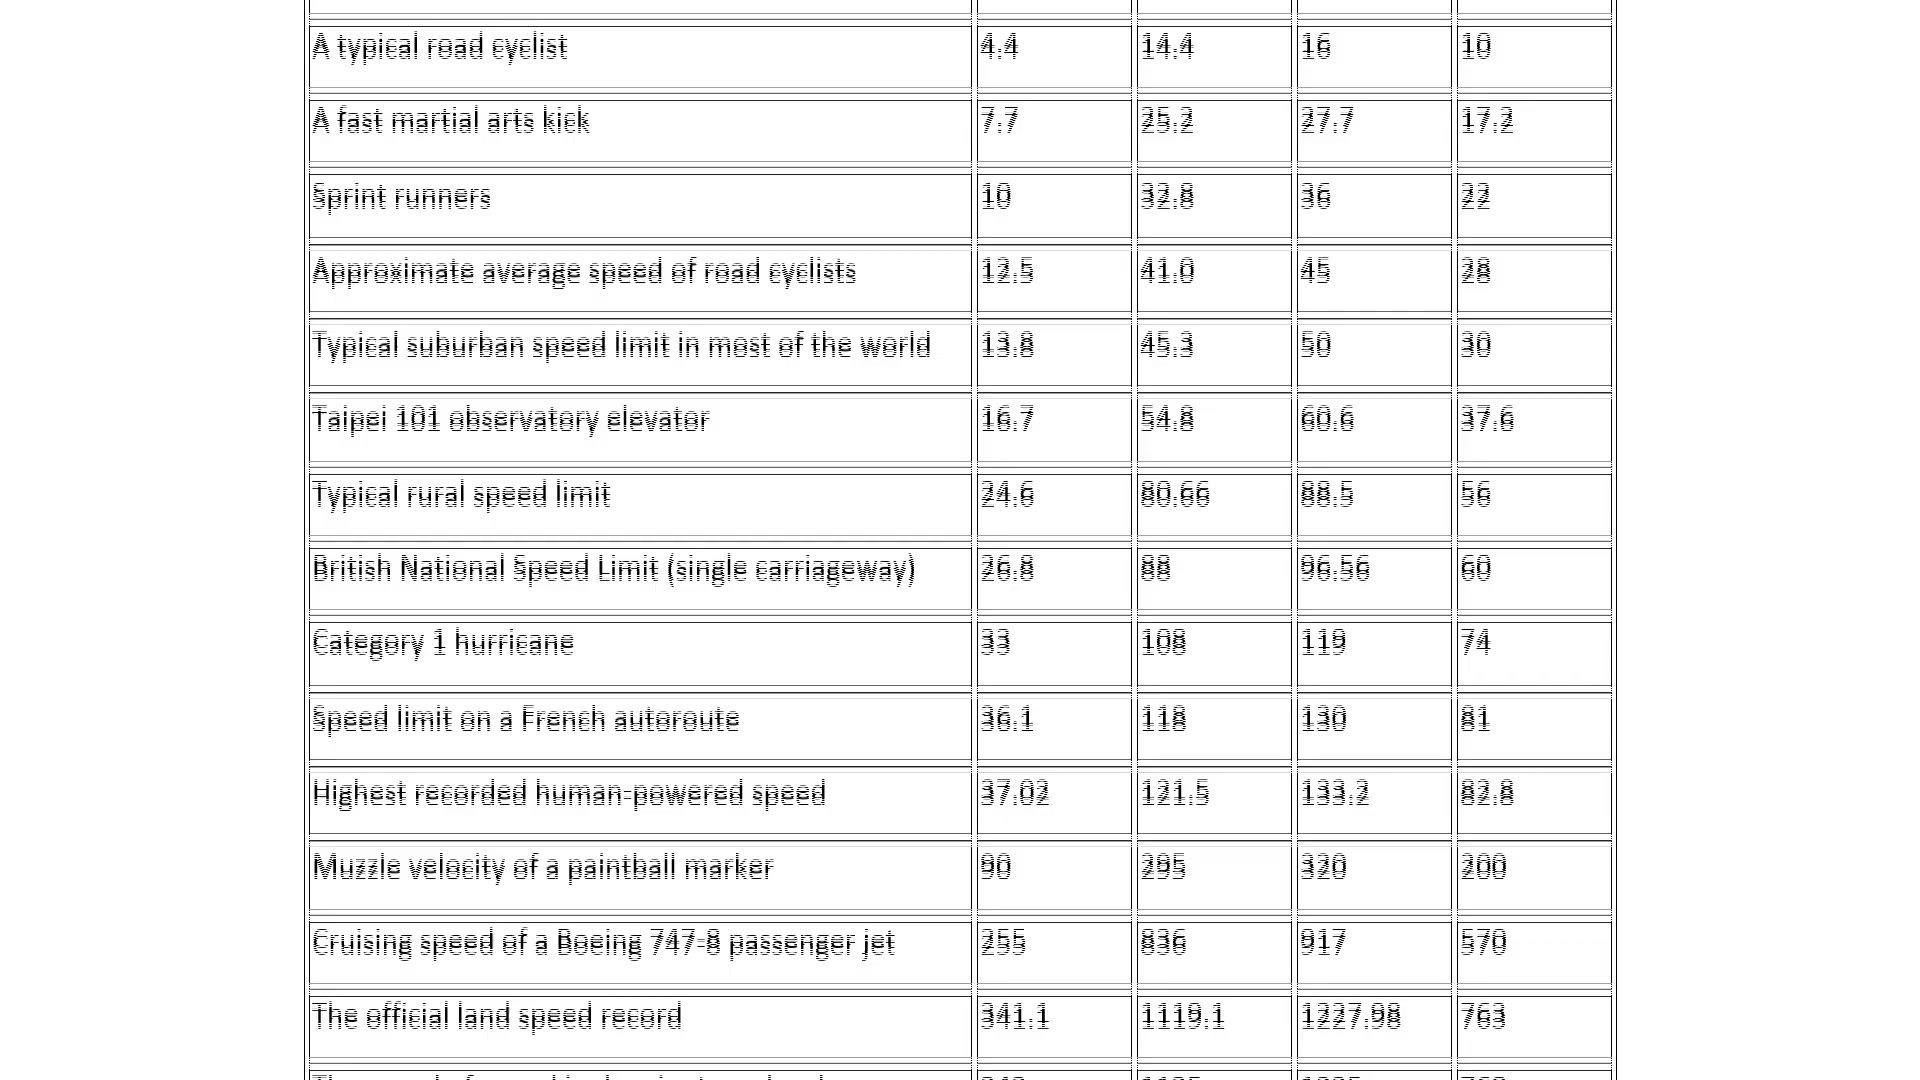 A typical road cyclist 4.4 14.4 16 10
A fast martial arts kick 7.7 25.2 27.7 17.2
Sprint runners 10 32.8 36 22
Approximate average speed of road cyclists 12.5 41.0 45 28
Typical suburban speed limit in most of the world 13.8 45.3 50 30
Taipei 101 observatory elevator 16.7 54.8 60.6 37.6
Typical rural speed limit 24.6 80.66 88.5 56
British National Speed Limit (single carriageway) 26.8 88 96.56 60
Category 1 hurricane 33 108 119 74
Speed limit on a French autoroute 36.1 118 130 81
Highest recorded human-powered speed 37.02 121.5 133.2 82.8
Muzzle velocity of a paintball marker 90 295 320 200
Cruising speed of a Boeing 747-8 passenger jet 255 836 917 570
The official land speed record 341.1 1119.1 1227.98 763